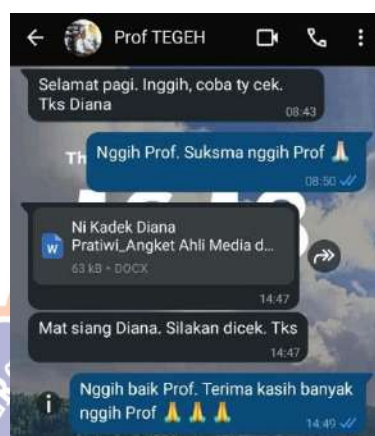 Prof TEGEH
Selamat pagi. Inggih, coba ty cek.
Tks Diana
08:43
Th
Nggih Prof. Suksma nggih Prof 🙏🏻
08:50
Ni Kadek Diana
Pratiwi_Angket Ahli Media d...
63 kB • DOCX
14:47
Mat siang Diana. Silakan dicek. Tks
14:47
Nggih baik Prof. Terima kasih banyak
nggih Prof 🙏🙏🙏
14:49